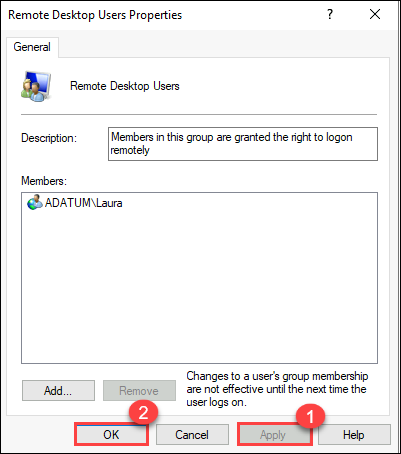 Remote Desktop Users Properties
General
Remote Desktop Users
Description:
Members in this group are granted the right to logon
remotely
Members:
ADATUM\Laura
Add...
Remove
Changes to a user's group membership
are not effective until the next time the
user logs on.
2
1
OK
Cancel
Apply
Help